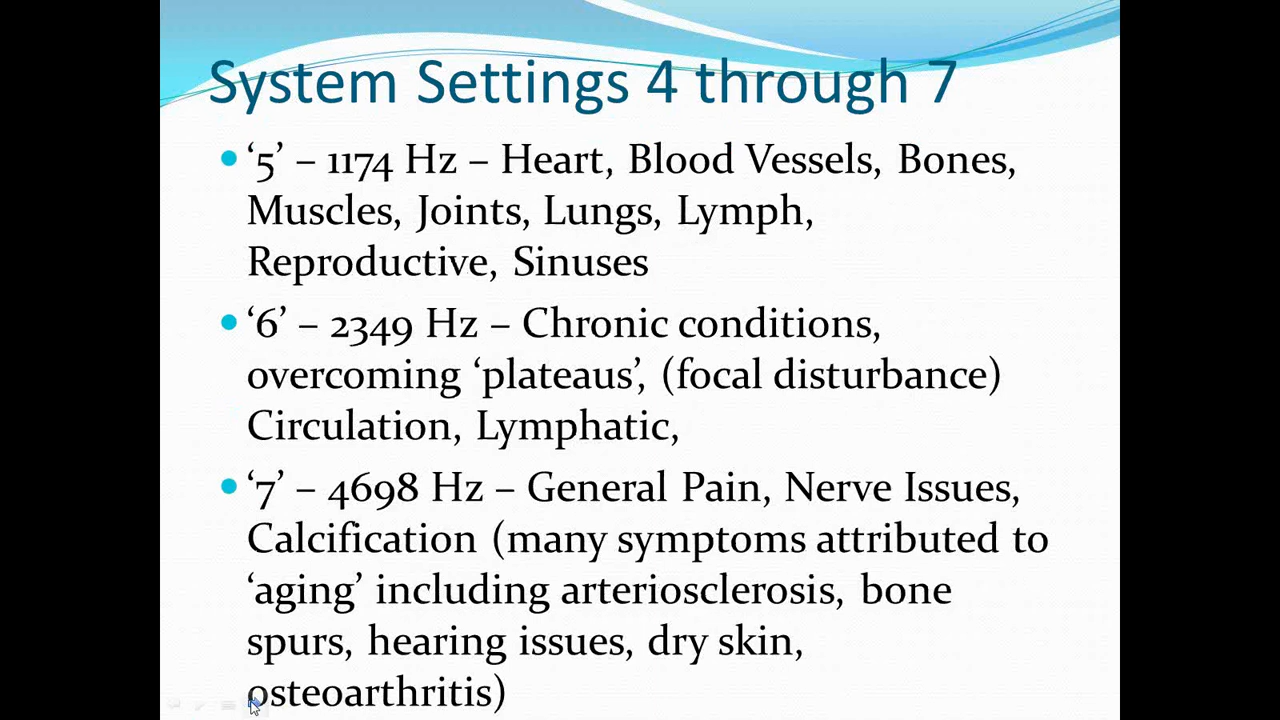 System Settings 4 through 7
• ‘5’ – 1174 Hz – Heart, Blood Vessels, Bones,
Muscles, Joints, Lungs, Lymph,
Reproductive, Sinuses
• ‘6’ – 2349 Hz – Chronic conditions,
overcoming ‘plateaus’, (focal disturbance)
Circulation, Lymphatic,
• ‘7’ – 4698 Hz – General Pain, Nerve Issues,
Calcification (many symptoms attributed to
‘aging’ including arteriosclerosis, bone
spurs, hearing issues, dry skin,
osteoarthritis)